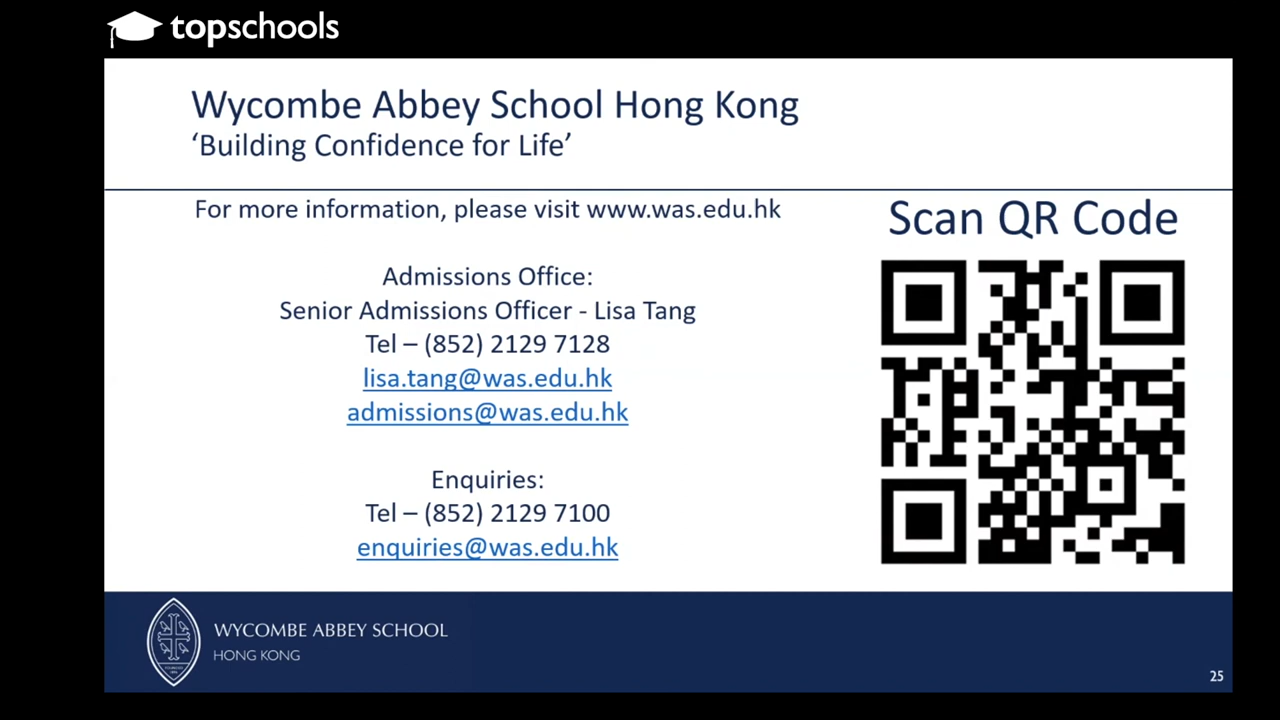 topschools
Wycombe Abbey School Hong Kong
‘Building Confidence for Life’
For more information, please visit www.was.edu.hk
Scan QR Code
Admissions Office:
Senior Admissions Officer - Lisa Tang
Tel – (852) 2129 7128
lisa.tang@was.edu.hk
admissions@was.edu.hk
Enquiries:
Tel – (852) 2129 7100
enquiries@was.edu.hk
WYCOMBE ABBEY SCHOOL
HONG KONG
25